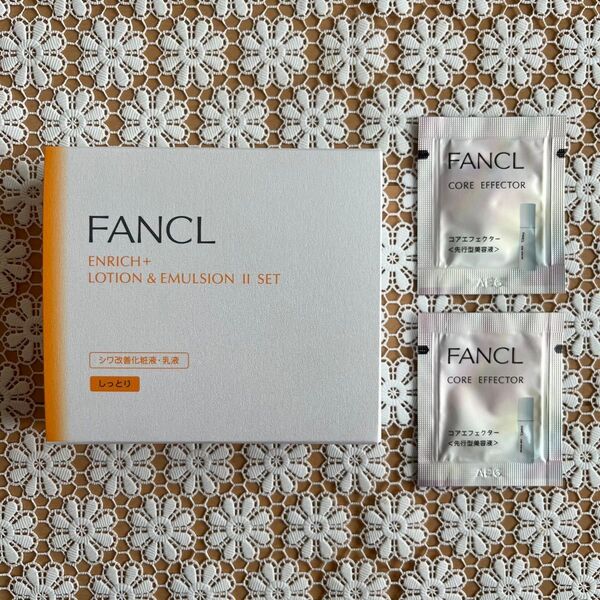 FANCL
ENRICH+
LOTION & EMULSION II SET
シワ改善化粧液・乳液
しっとり
FANCL
CORE EFFECTOR
コアエフェクター
<先行型美容液>
FANCL
CORE EFFECTOR
コアエフェクター
<先行型美容液>